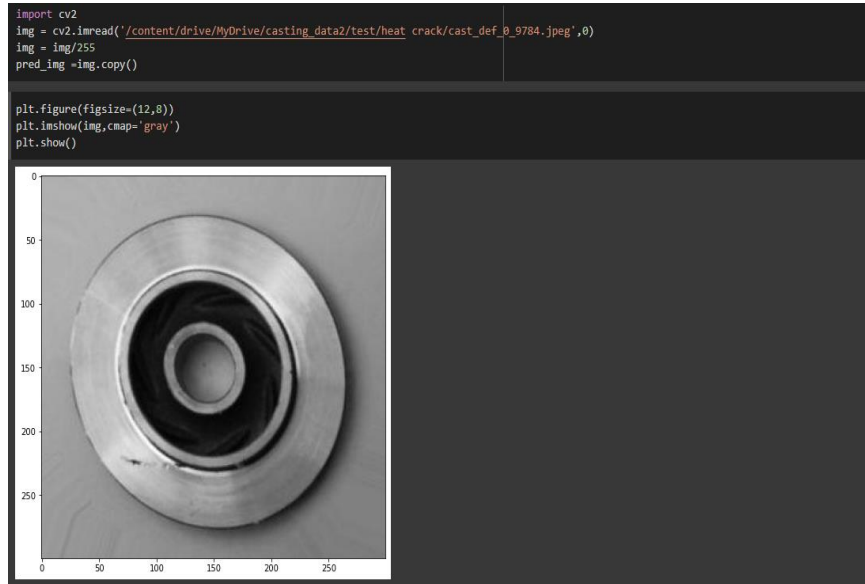 import cv2
img = cv2.imread('/content/drive/MyDrive/casting_data2/test/heat crack/cast_def_0_9784.jpeg',0)
img = img/255
pred_img =img.copy()
plt.figure(figsize=(12,8))
plt.imshow(img,cmap='gray')
plt.show()
0
50
100
150
200
250
0 50 100 150 200 250